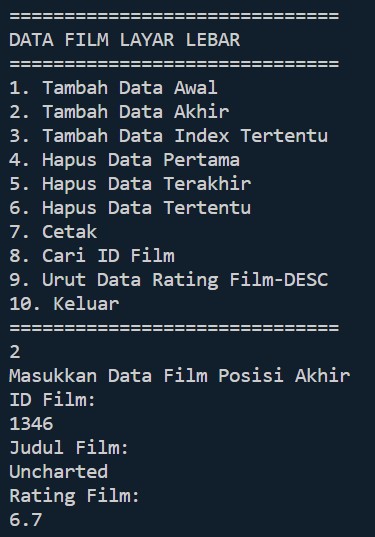 ==============================
DATA FILM LAYAR LEBAR
==============================
1. Tambah Data Awal
2. Tambah Data Akhir
3. Tambah Data Index Tertentu
4. Hapus Data Pertama
5. Hapus Data Terakhir
6. Hapus Data Tertentu
7. Cetak
8. Cari ID Film
9. Urut Data Rating Film-DESC
10. Keluar
==============================
2
Masukkan Data Film Posisi Akhir
ID Film:
1346
Judul Film:
Uncharted
Rating Film:
6.7